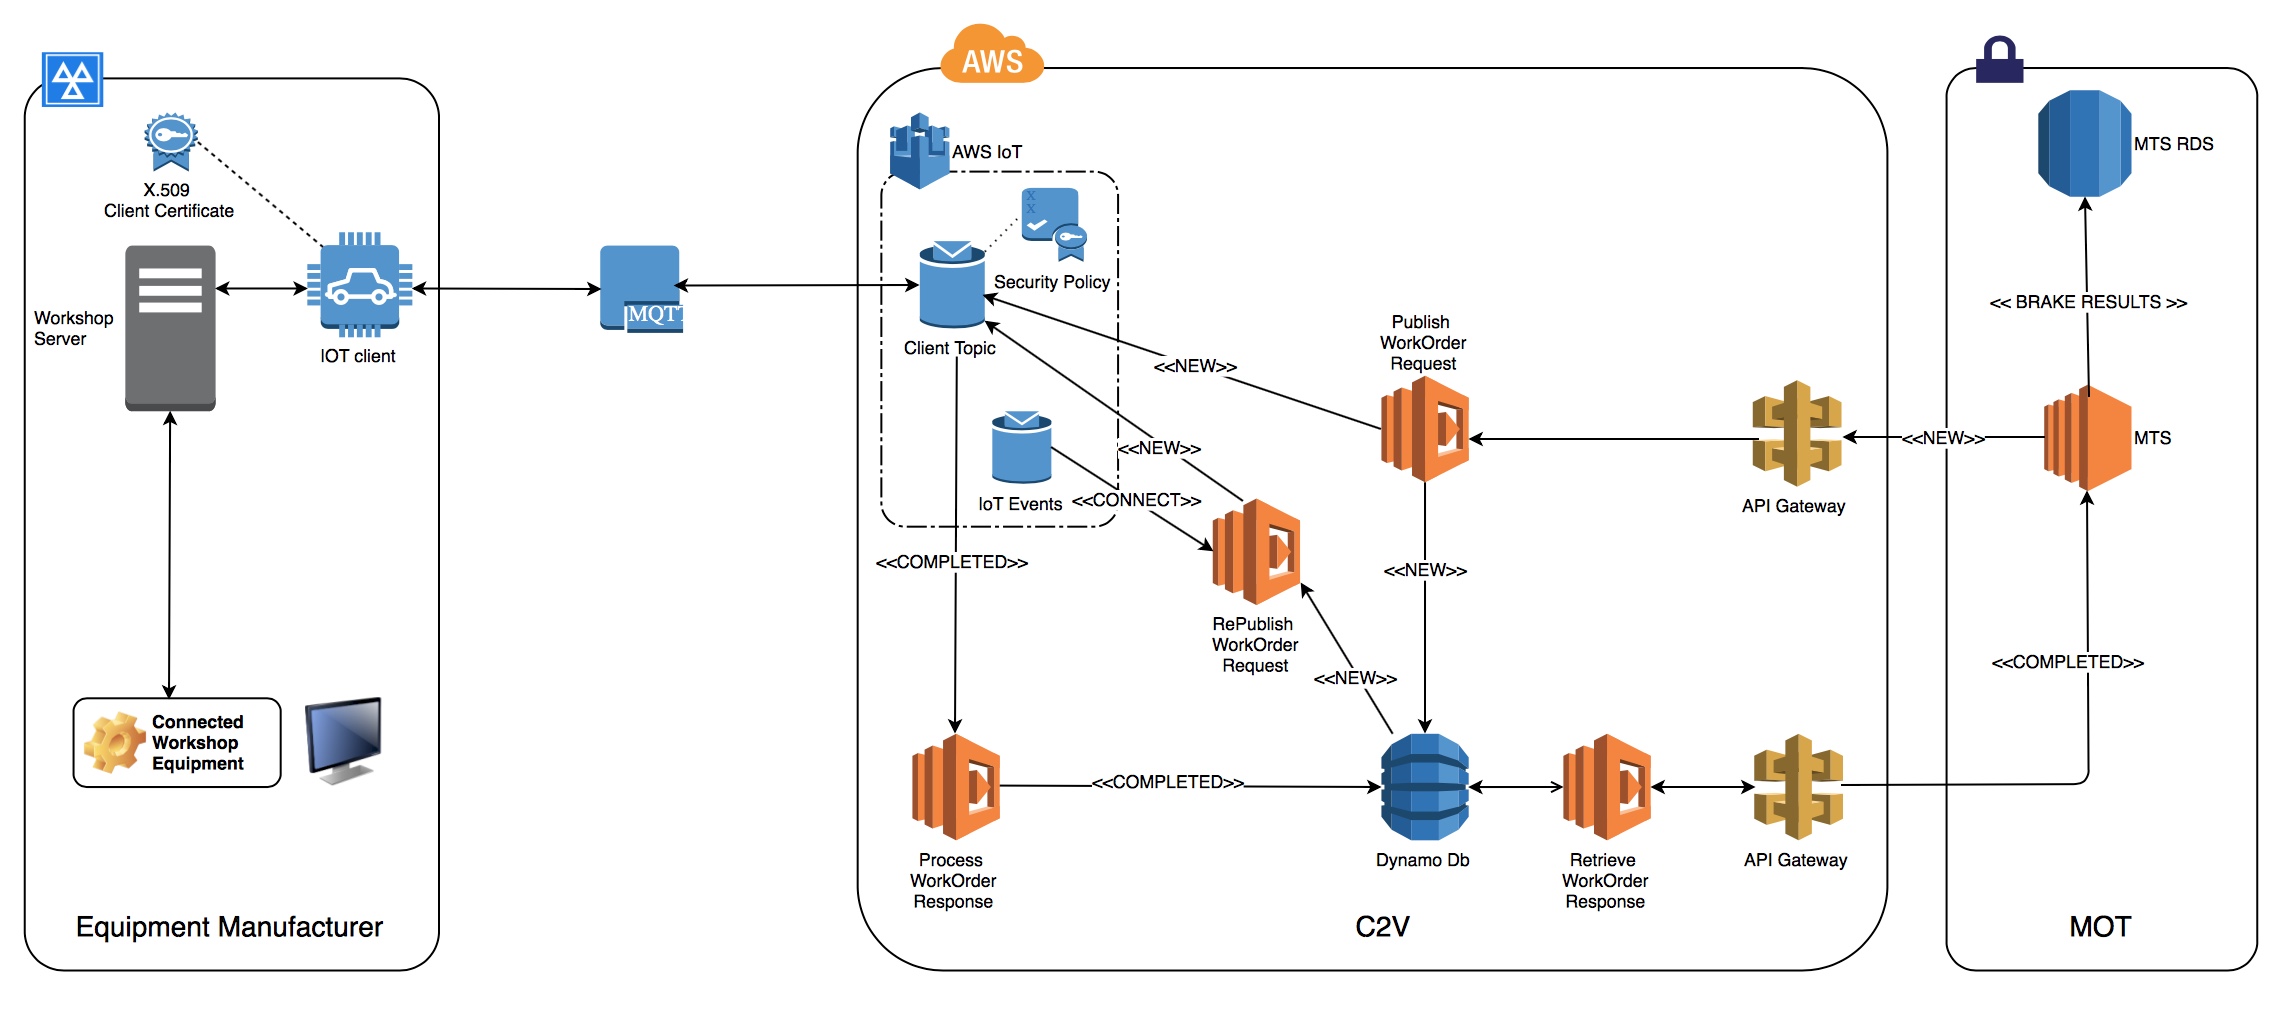 AWS
X.509
Client Certificate
Workshop
Server
IOT client
Connected
Workshop
Equipment
Equipment Manufacturer
MQTT
AWS IoT
X
X
Security Policy
Client Topic
IoT Events
<<NEW>>
<<NEW>>
<<CONNECT>>
<<COMPLETED>>
Publish
WorkOrder
Request
RePublish
WorkOrder
Request
<<NEW>>
<<NEW>>
API Gateway
<<COMPLETED>>
Process
WorkOrder
Response
Dynamo Db
Retrieve
WorkOrder
Response
API Gateway
C2V
MTS RDS
<< BRAKE RESULTS >>
<<NEW>>
MTS
<<COMPLETED>>
MOT